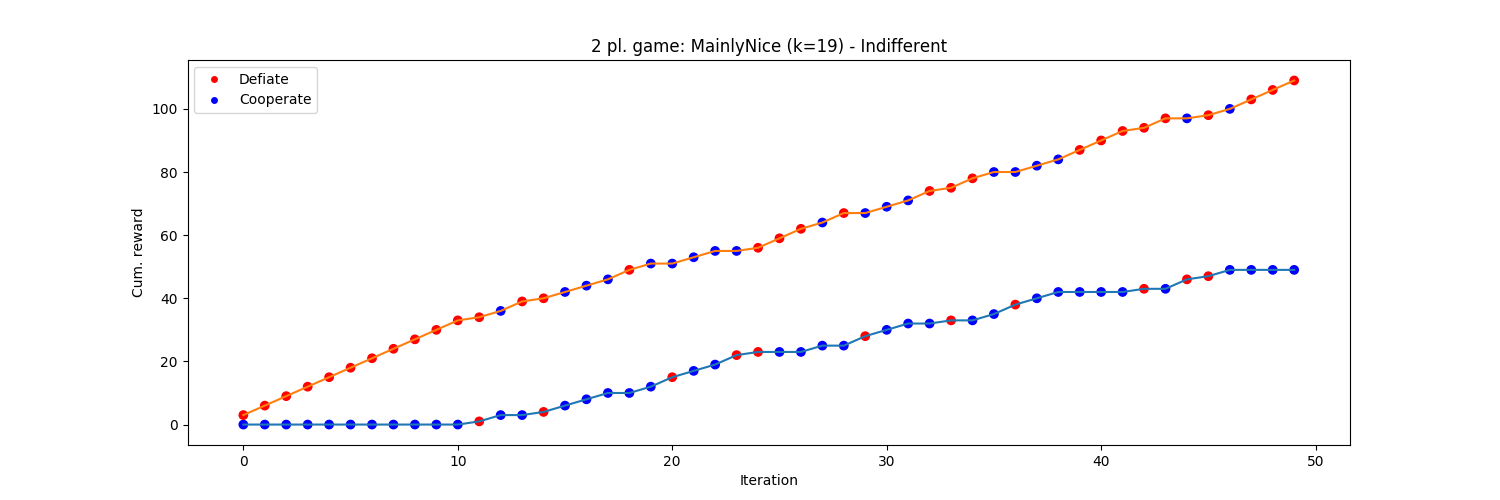 2 pl. game: MainlyNice (k=19) - Indifferent
Defiate
Cooperate
100
80
60
40
20
0
Cum. reward
0 10 20 30 40 50
Iteration